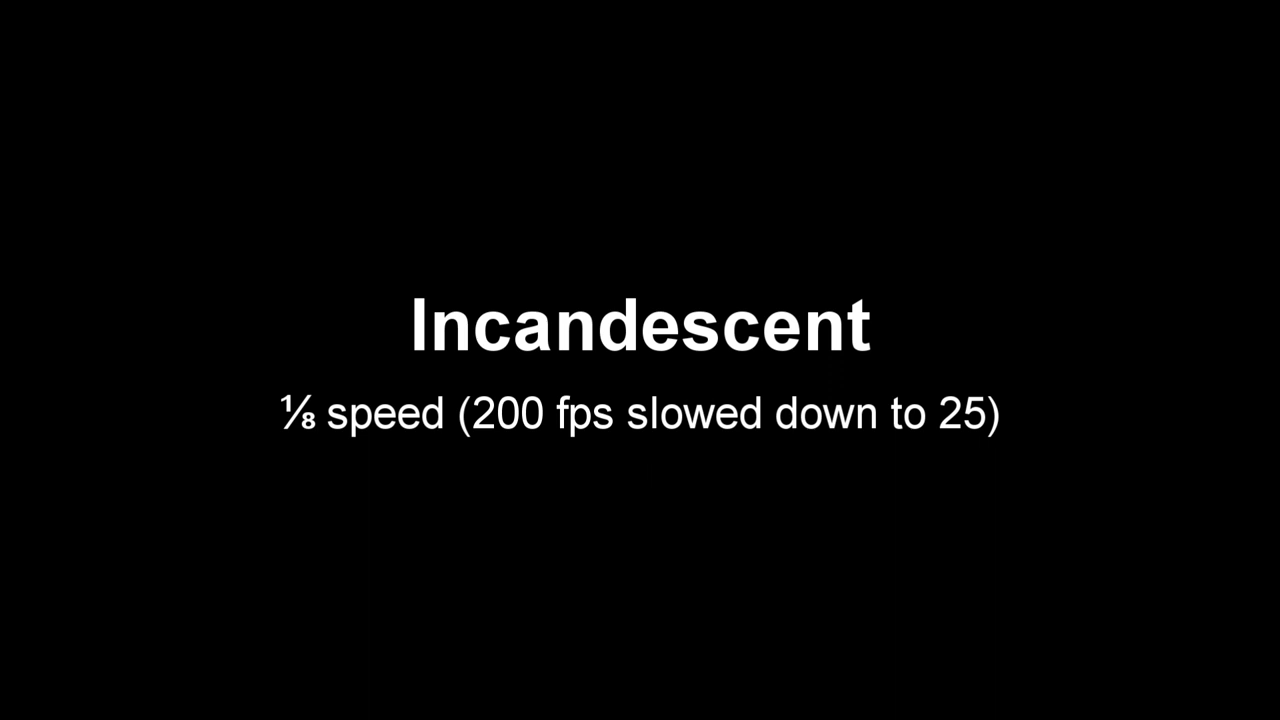 Incandescent
⅛ speed (200 fps slowed down to 25)